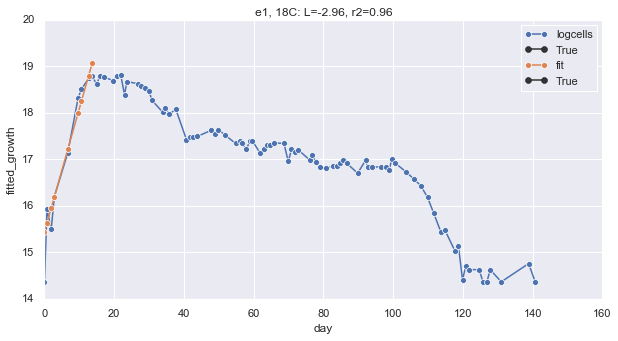 e1, 18C: L=-2.96, r2=0.96
20
19
18
17
16
15
14
fitted_growth
logcells
True
fit
True
0 20 40 60 80 100 120 140 160
day